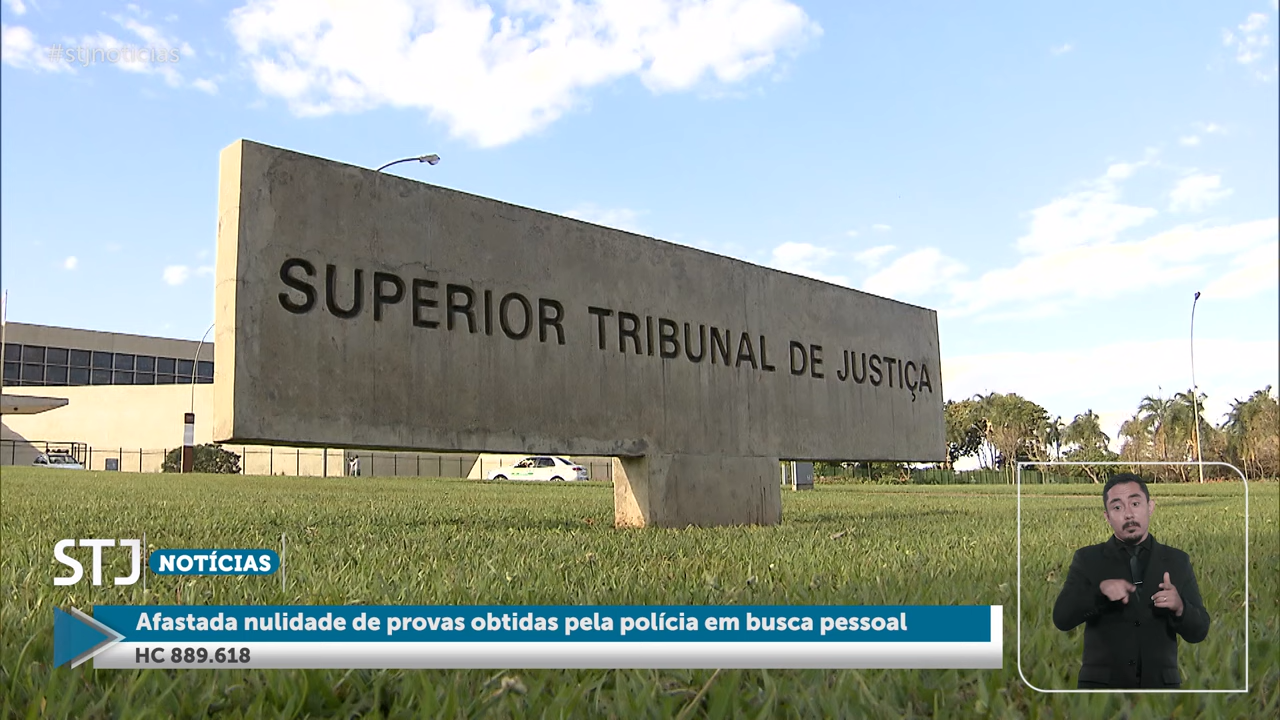 #stjnoticias
SUPERIOR TRIBUNAL DE JUSTIÇA
STJ NOTÍCIAS
Afastada nulidade de provas obtidas pela polícia em busca pessoal
HC 889.618